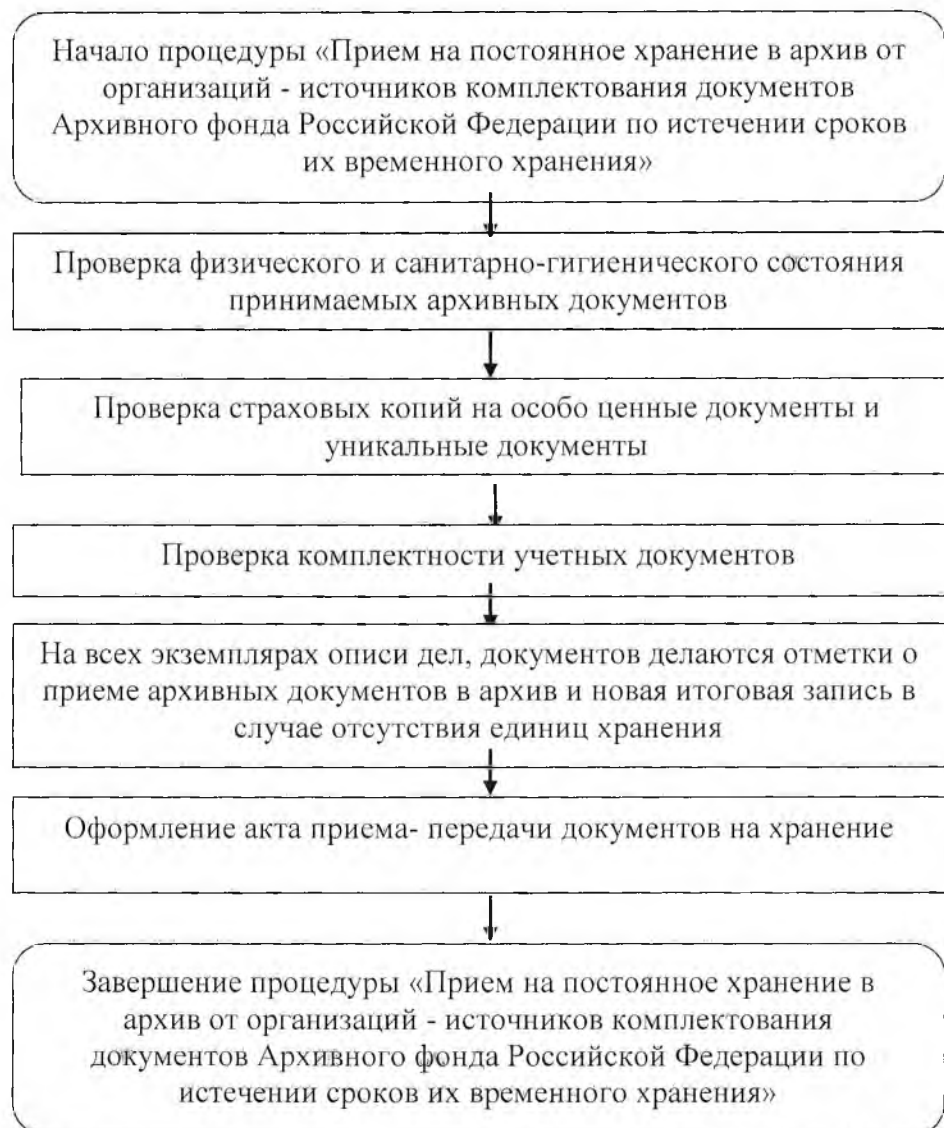 Начало процедуры «Прием на постоянное хранение в архив от
организаций - источников комплектования документов
Архивного фонда Российской Федерации по истечении сроков
их временного хранения»
Проверка физического и санитарно-гигиенического состояния
принимаемых архивных документов
Проверка страховых копий на особо ценные документы и
уникальные документы
Проверка комплектности учетных документов
На всех экземплярах описи дел, документов делаются отметки о
приеме архивных документов в архив и новая итоговая запись в
случае отсутствия единиц хранения
Оформление акта приема- передачи документов на хранение
Завершение процедуры «Прием на постоянное хранение в
архив от организаций - источников комплектования
документов Архивного фонда Российской Федерации по
истечении сроков их временного хранения»